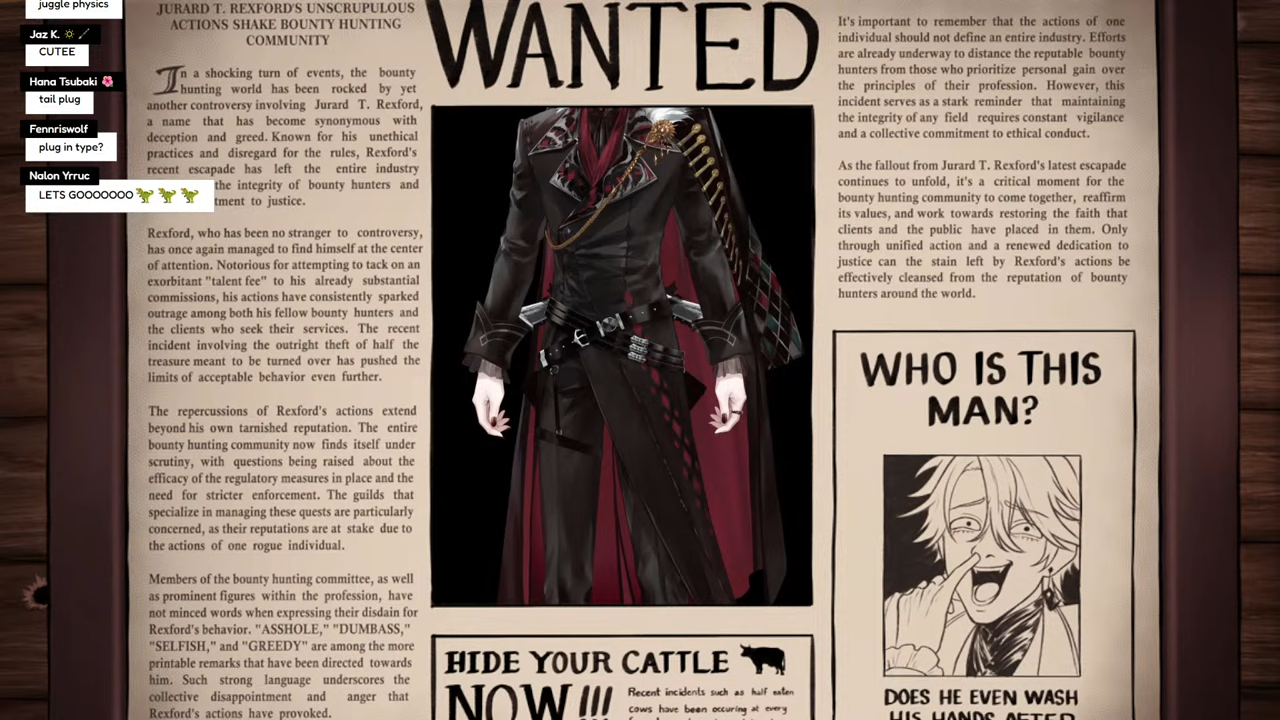 juggle physics
Jaz K.
CUTEE
Hana Tsubaki
tail plug
Fennriswolf
plug in type?
Nalon Yrruc
LETS GOOOOOOO
JURARD T. REXFORD'S UNSCRUPULOUS
ACTIONS SHAKE BOUNTY HUNTING
COMMUNITY
In a shocking turn of events, the bounty
hunting world has been rocked by yet
another controversy involving Jurard T. Rexford,
a name that has become synonymous with
deception and greed. Known for his unethical
practices and disregard for the rules, Rexford's
recent escapade has left the entire industry
the integrity of bounty hunters and
tment to justice.
Rexford, who has been no stranger to controversy,
has once again managed to find himself at the center
of attention. Notorious for attempting to tack on an
exorbitant "talent fee" to his already substantial
commissions, his actions have consistently sparked
outrage among both his fellow bounty hunters and
the clients who seek their services. The recent
incident involving the outright theft of half the
treasure meant to be turned over has pushed the
limits of acceptable behavior even further.
The repercussions of Rexford's actions extend
beyond his own tarnished reputation. The entire
bounty hunting community now finds itself under
scrutiny, with questions being raised about the
efficacy of the regulatory measures in place and the
need for stricter enforcement. The guilds that
specialize in managing these quests are particularly
concerned, as their reputations are at stake due to
the actions of one rogue individual.
Members of the bounty hunting committee, as well
as prominent figures within the profession, have
not minced words when expressing their disdain for
Rexford's behavior. "ASSHOLE," "DUMBASS,"
"SELFISH," and "GREEDY" are among the more
printable remarks that have been directed towards
him. Such strong language underscores the
collective disappointment and anger that
Rexford's actions have provoked.
WANTED
HIDE YOUR CATTLE
NOW!!!
Recent incidents such as half eaten
cows have been occuring at every
It's important to remember that the actions of one
individual should not define an entire industry. Efforts
are already underway to distance the reputable bounty
hunters from those who prioritize personal gain over
the principles of their profession. However, this
incident serves as a stark reminder that maintaining
the integrity of any field requires constant vigilance
and a collective commitment to ethical conduct.
As the fallout from Jurard T. Rexford's latest escapade
continues to unfold, it's a critical moment for the
bounty hunting community to come together, reaffirm
its values, and work towards restoring the faith that
clients and the public have placed in them. Only
through unified action and a renewed dedication to
justice can the stain left by Rexford's actions be
effectively cleansed from the reputation of bounty
hunters around the world.
WHO IS THIS
MAN?
DOES HE EVEN WASH
HIS HANDS AFTER